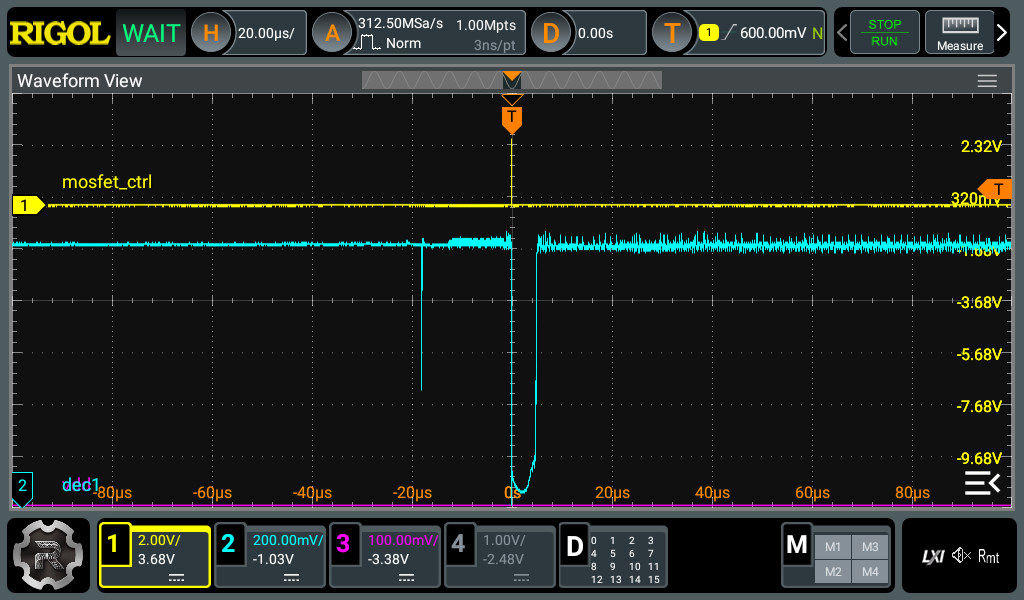 RIGOL WAIT H 20.00µs/ A 312.50MSa/s 1.00Mpts Norm 3ns/pt D 0.00s T 1 600.00mV N STOP RUN Measure
Waveform View
T
2.32V
mosfet_ctrl
T
1
320mV
-1.68V
-3.68V
-5.68V
-7.68V
-9.68V
2 dec1
-80µs -60µs -40µs -20µs 0s 20µs 40µs 60µs 80µs
1 2.00V/ 3.68V
2 200.00mV/ -1.03V
3 100.00mV/ -3.38V
4 1.00V/ -2.48V
D 0 1 2 3
4 5 6 7
8 9 10 11
12 13 14 15
M M1 M3
M2 M4
LXI Rmt
R